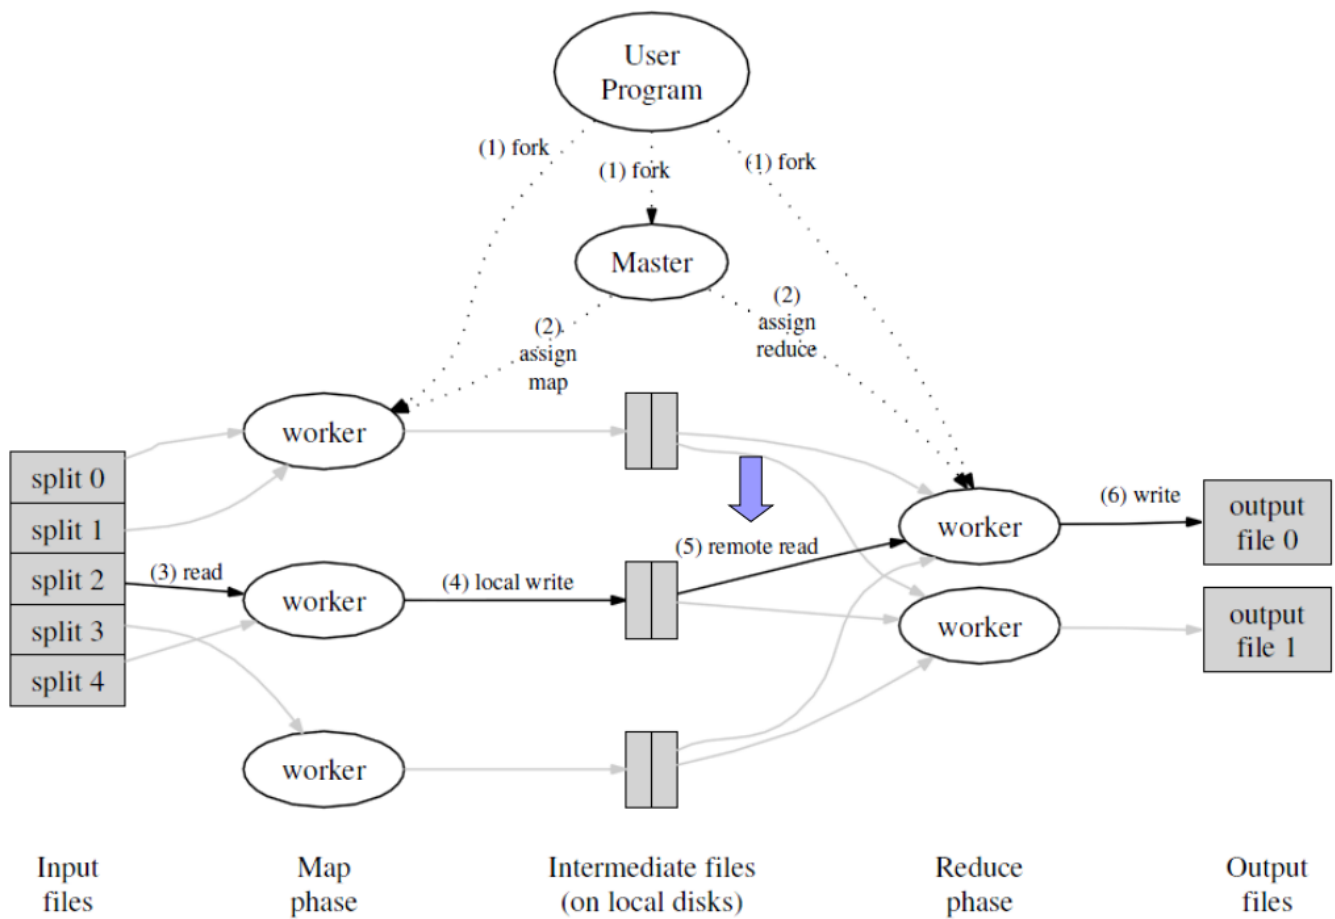 User
Program
(1) fork
(1) fork
(1) fork
Master
(2)
assign
map
(2)
assign
reduce
worker
split 0
split 1
split 2
split 3
split 4
(3) read
worker
(4) local write
(5) remote read
worker
(6) write
output
file 0
worker
output
file 1
worker
Input
files
Map
phase
Intermediate files
(on local disks)
Reduce
phase
Output
files